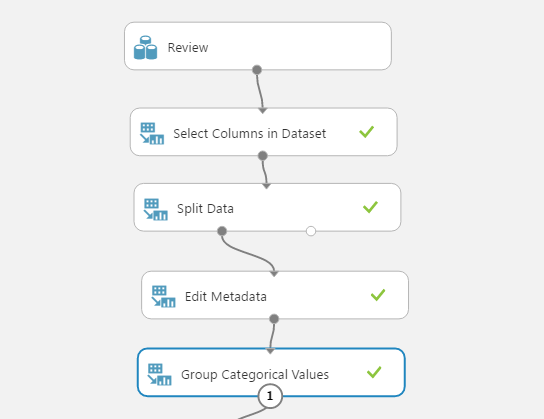 Review
Select Columns in Dataset
Split Data
Edit Metadata
Group Categorical Values
1